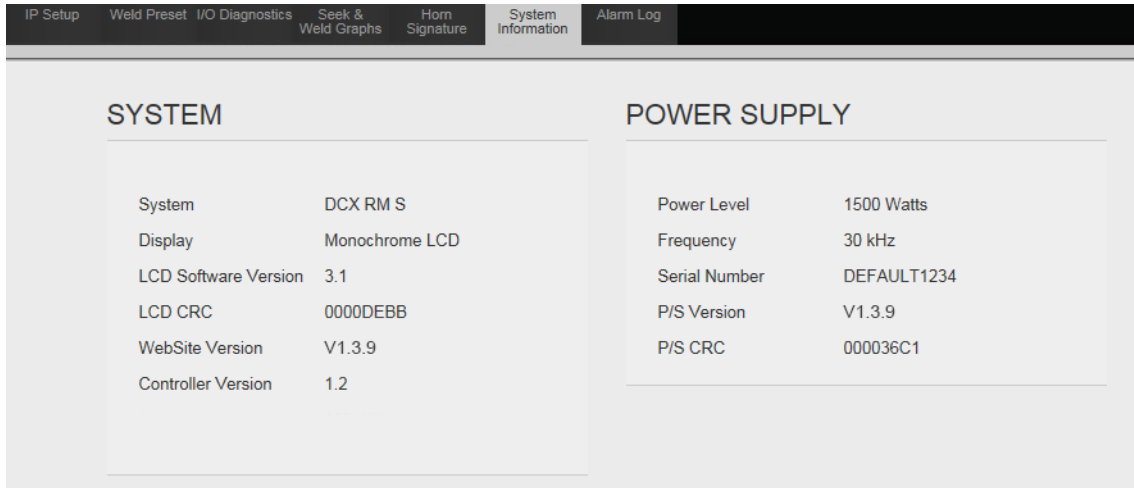 IP Setup Weld Preset I/O Diagnostics Seek & Weld Graphs Horn Signature System Information Alarm Log
SYSTEM
System DCX RM S
Display Monochrome LCD
LCD Software Version 3.1
LCD CRC 0000DEBB
WebSite Version V1.3.9
Controller Version 1.2
POWER SUPPLY
Power Level 1500 Watts
Frequency 30 kHz
Serial Number DEFAULT1234
P/S Version V1.3.9
P/S CRC 000036C1